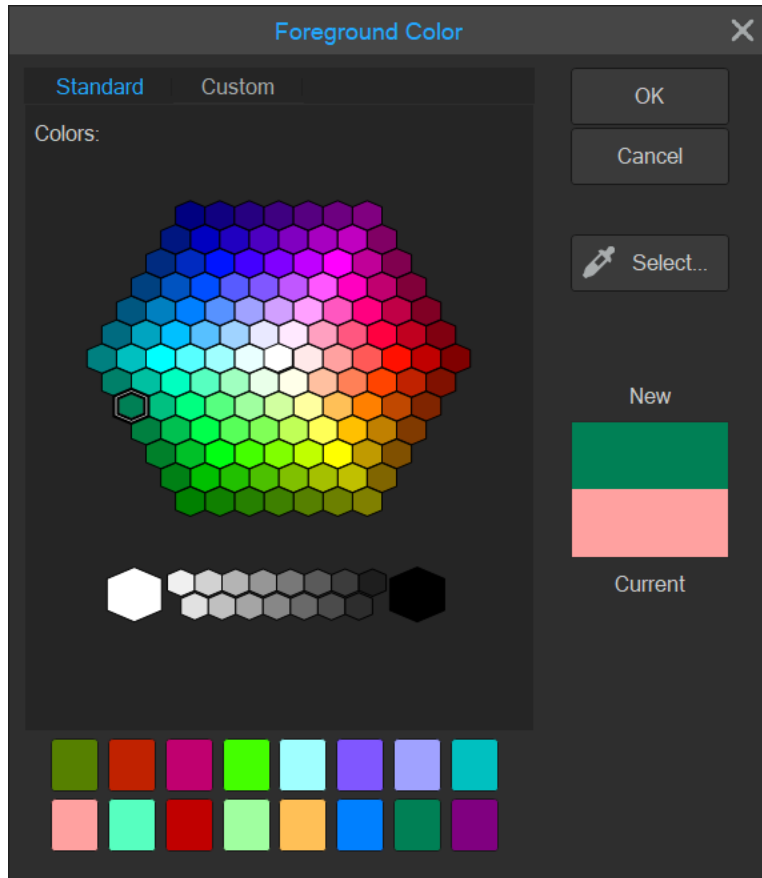 Foreground Color
Standard Custom
OK
Colors:
Cancel
Select...
New
Current